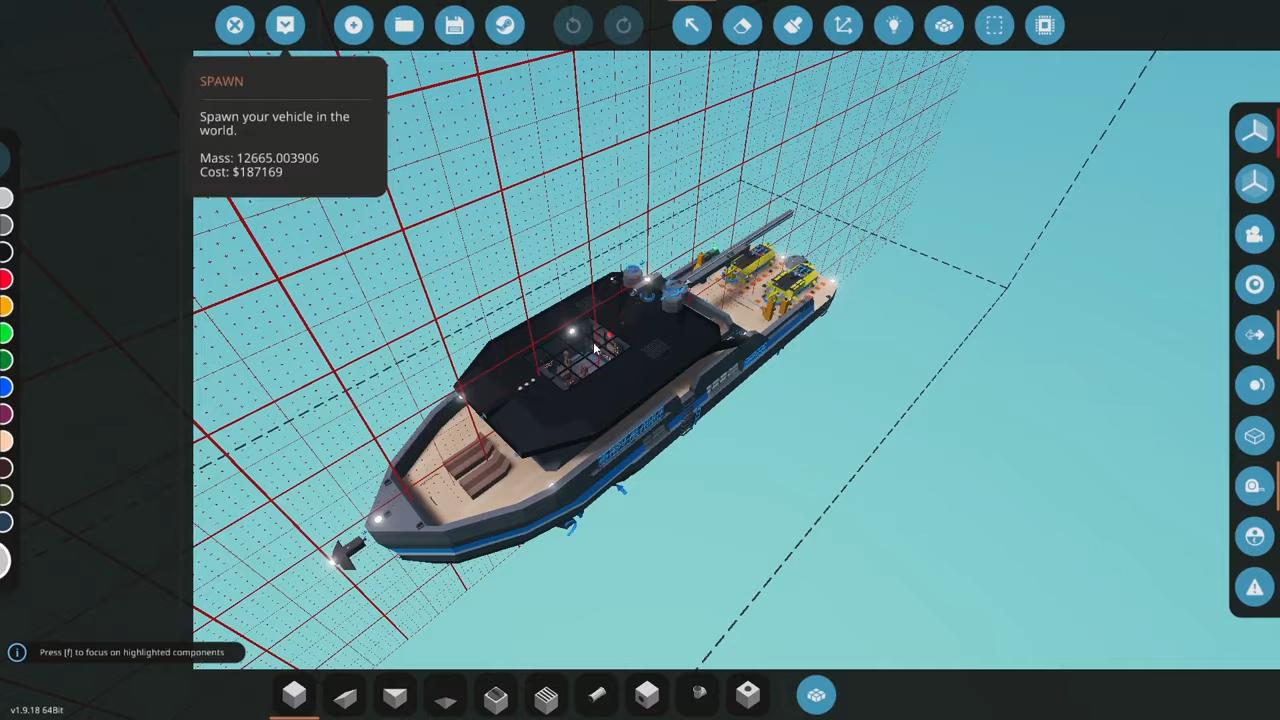 SPAWN
Spawn your vehicle in the
world.
Mass: 12665.003906
Cost: $187169
Press [f] to focus on highlighted components
v1.9.18 64Bit